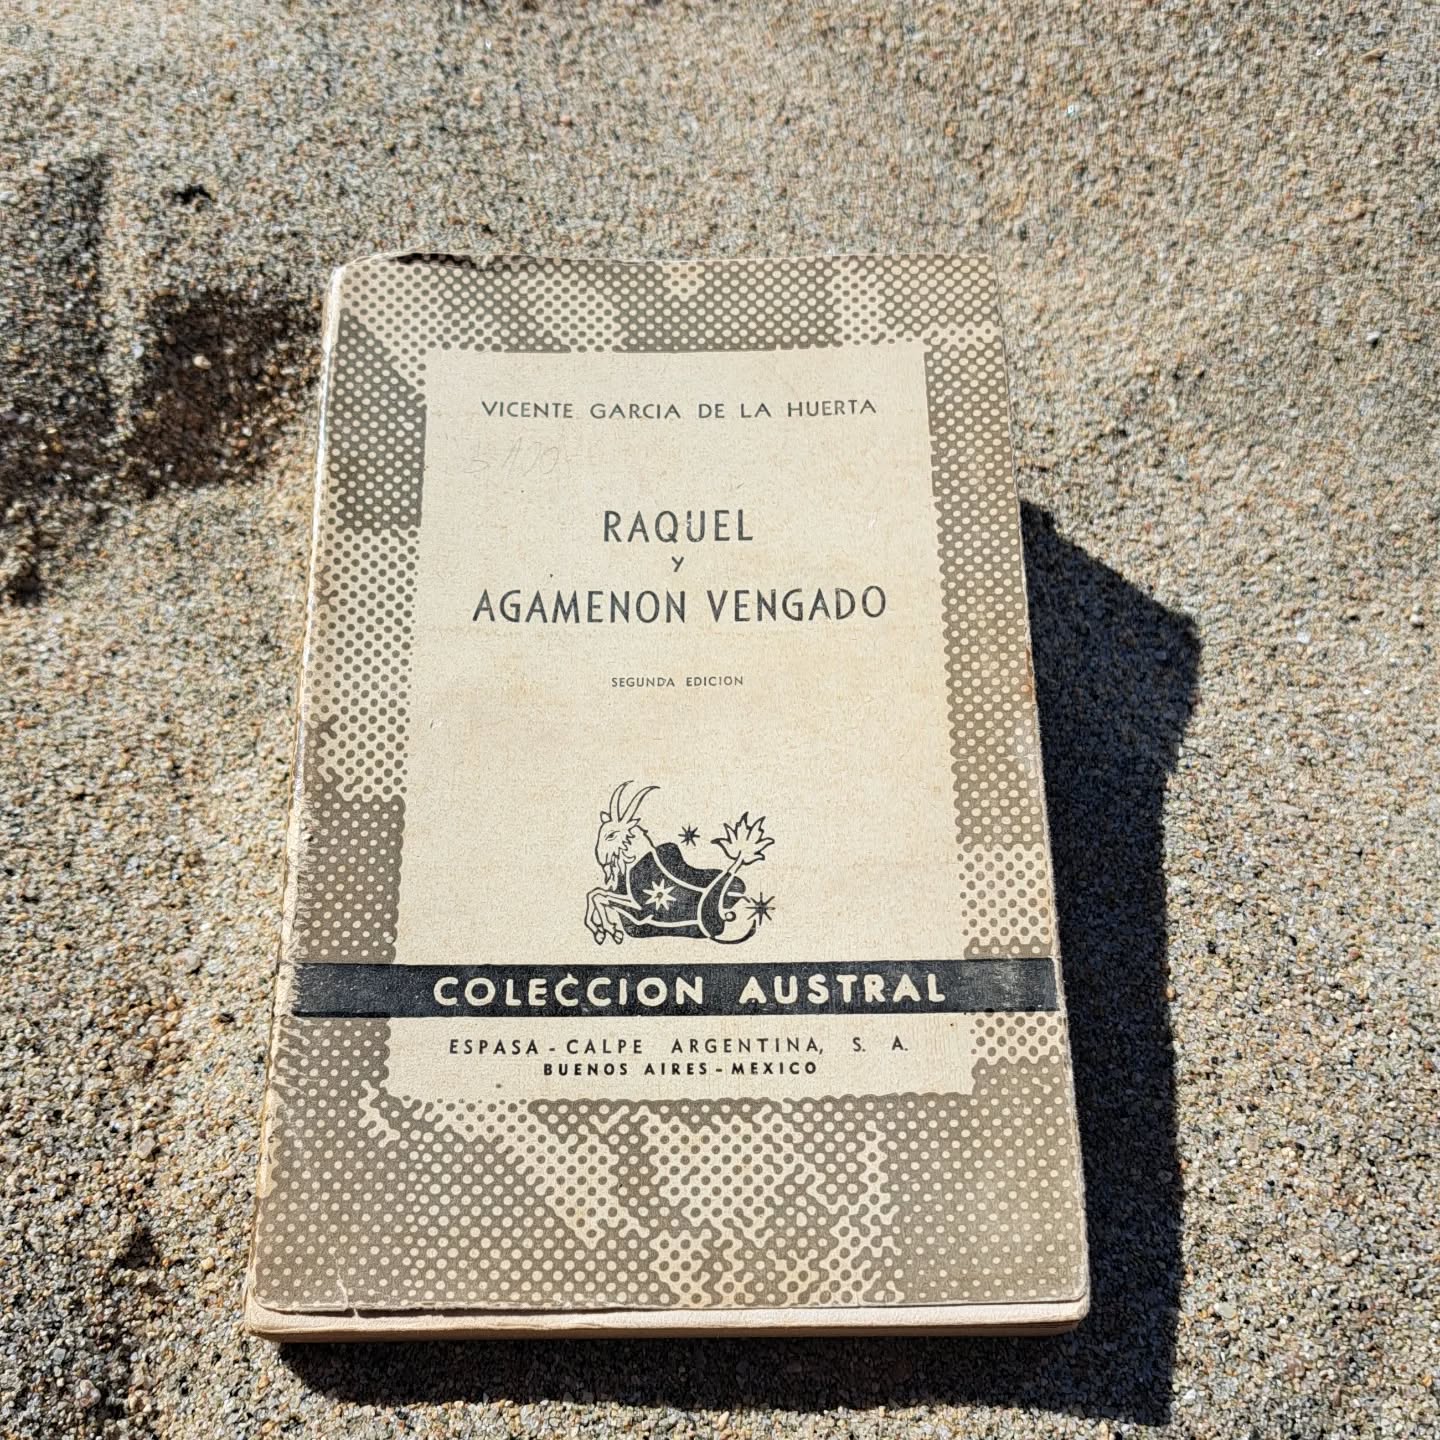 VICENTE GARCIA DE LA HUERTA
RAQUEL
Y
AGAMENON VENGADO
SEGUNDA EDICION
COLECCION AUSTRAL
ESPASA - CALPE ARGENTINA, S. A.
BUENOS AIRES - MEXICO